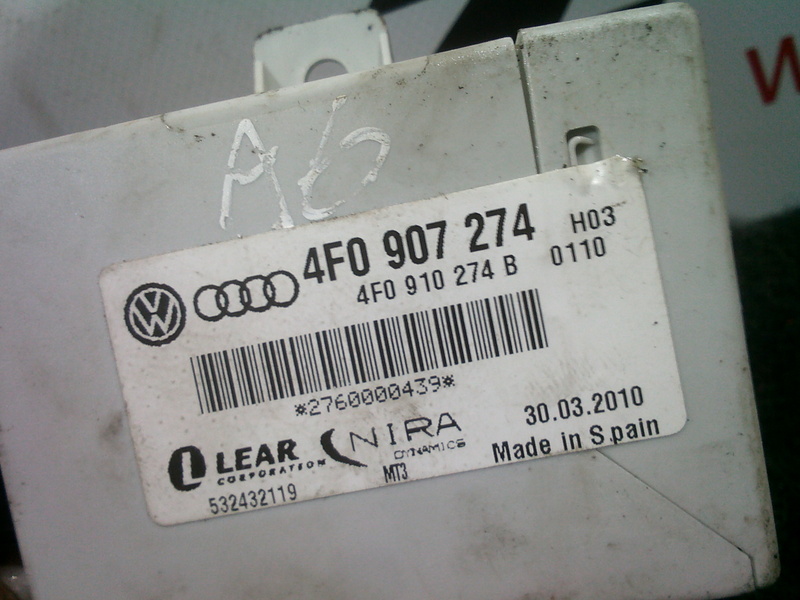 A6
4F0 907 274 H03
4F0 910 274 B 0110
*2760000439*
30.03.2010
LEAR NIRA Made in S.pain
CORPORATION DYNAMICS
532432119 MT3